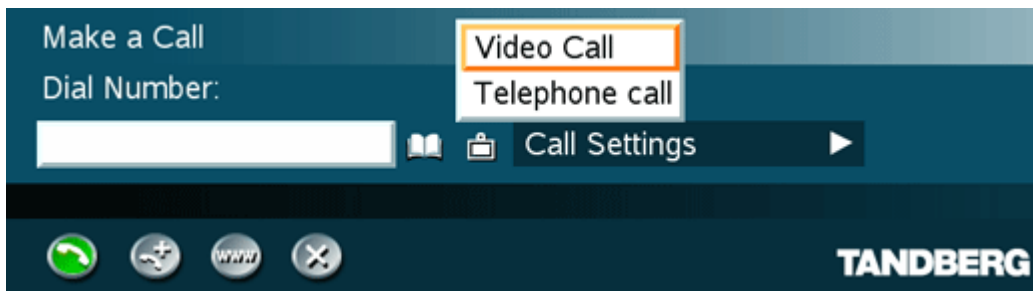 Make a Call
Video Call
Telephone call
Dial Number:
Call Settings
www
TANDBERG